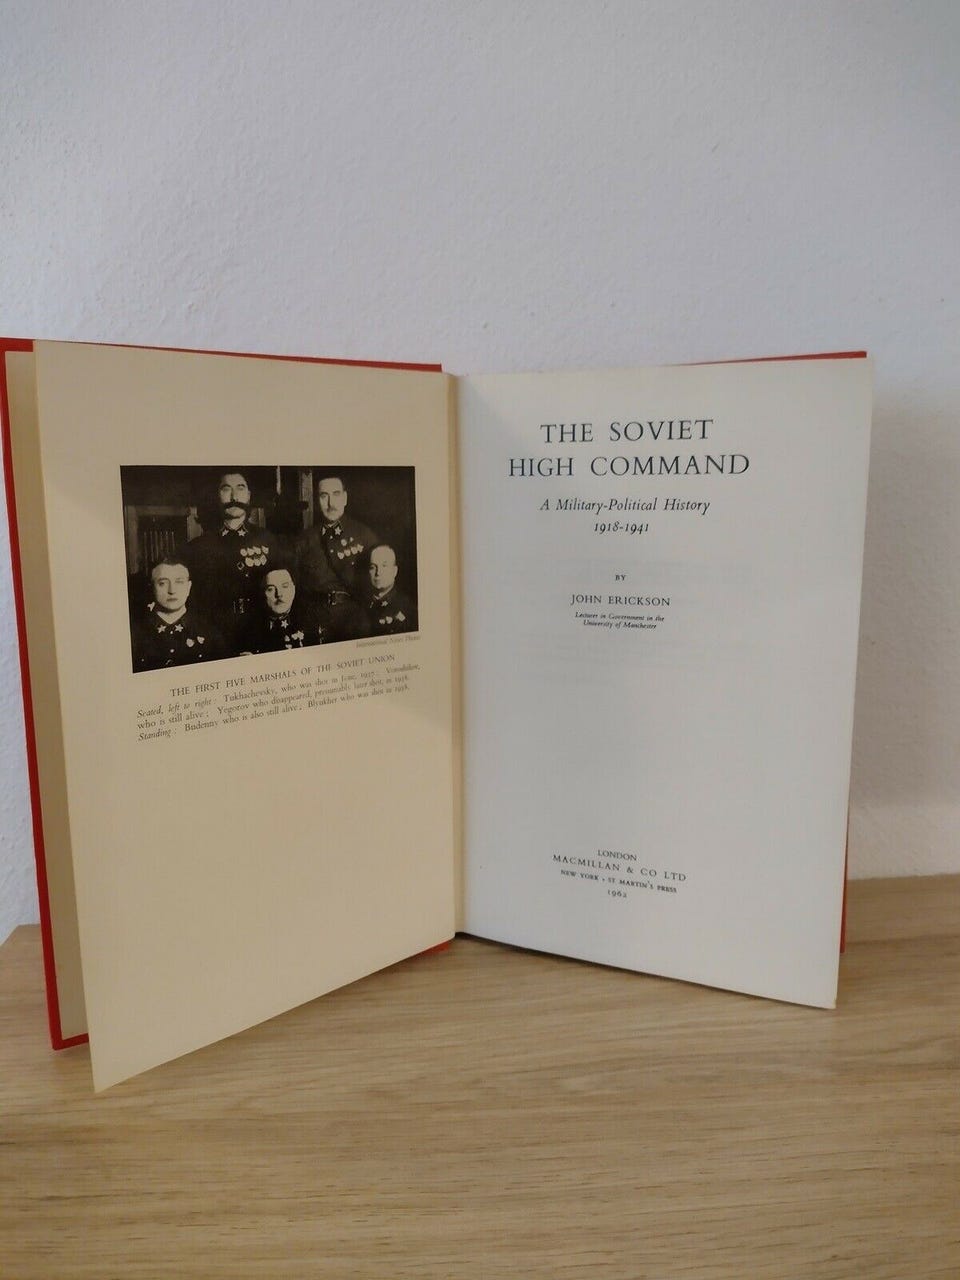 International News Photo
THE FIRST FIVE MARSHALS OF THE SOVIET UNION
Seated, left to right: Tukhachevsky, who was shot in June, 1937; Voroshilov,
who is still alive; Yegorov who disappeared, presumably later shot, in 1938.
Standing: Budenny who is also still alive; Blyukher who was shot in 1938.
THE SOVIET
HIGH COMMAND
A Military-Political History
1918-1941
BY
JOHN ERICKSON
Lecturer in Government in the
University of Manchester
LONDON
MACMILLAN & CO LTD
NEW YORK • ST MARTIN'S PRESS
1962